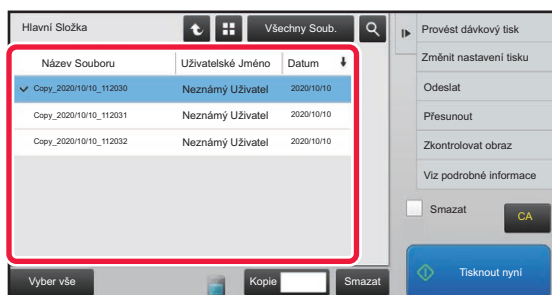 Hlavní Složka
Všechny Soub.
Název Souboru Uživatelské Jméno Datum
Copy_2020/10/10_112030 Neznámý Uživatel 2020/10/10
Copy_2020/10/10_112031 Neznámý Uživatel 2020/10/10
Copy_2020/10/10_112032 Neznámý Uživatel 2020/10/10
Vyber vše
Kopie
Smazat
Provést dávkový tisk
Změnit nastavení tisku
Odeslat
Přesunout
Zkontrolovat obraz
Viz podrobné informace
Smazat
CA
Tisknout nyní